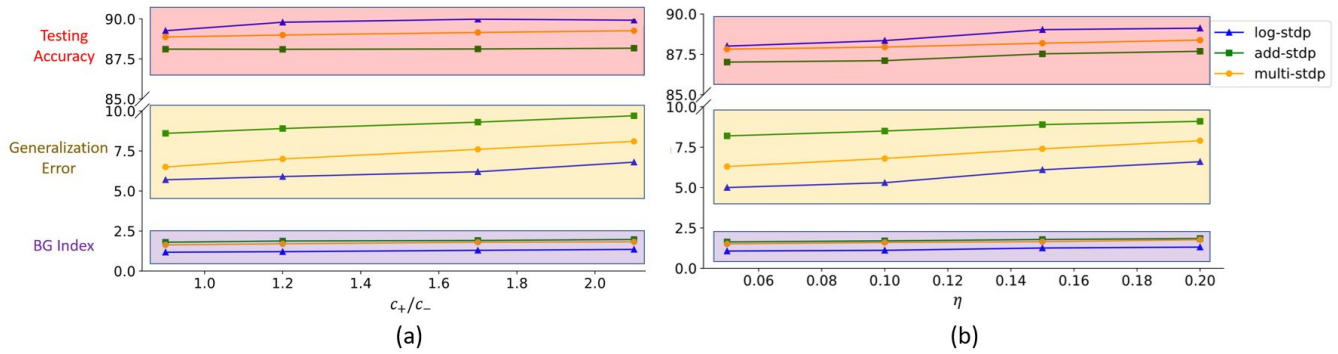 Testing
Accuracy
Generalization
Error
BG Index
90.0
87.5
85.0
10.0
7.5
5.0
2.5
0.0
1.0 1.2 1.4 1.6 1.8 2.0
c₊/c₋
(a)
90.0
87.5
85.0
10.0
7.5
5.0
2.5
0.0
0.06 0.08 0.10 0.12 0.14 0.16 0.18 0.20
η
(b)
log-stdp
add-stdp
multi-stdp